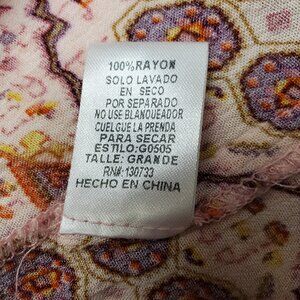 100% RAYON
SOLO LAVADO
EN SECO
POR SEPARADO
NO USE BLANQUEADOR
CUELGUE LA PRENDA
PARA SECAR
ESTILO:G0505
TALLE: GRANDE
RN#: 130733
HECHO EN CHINA